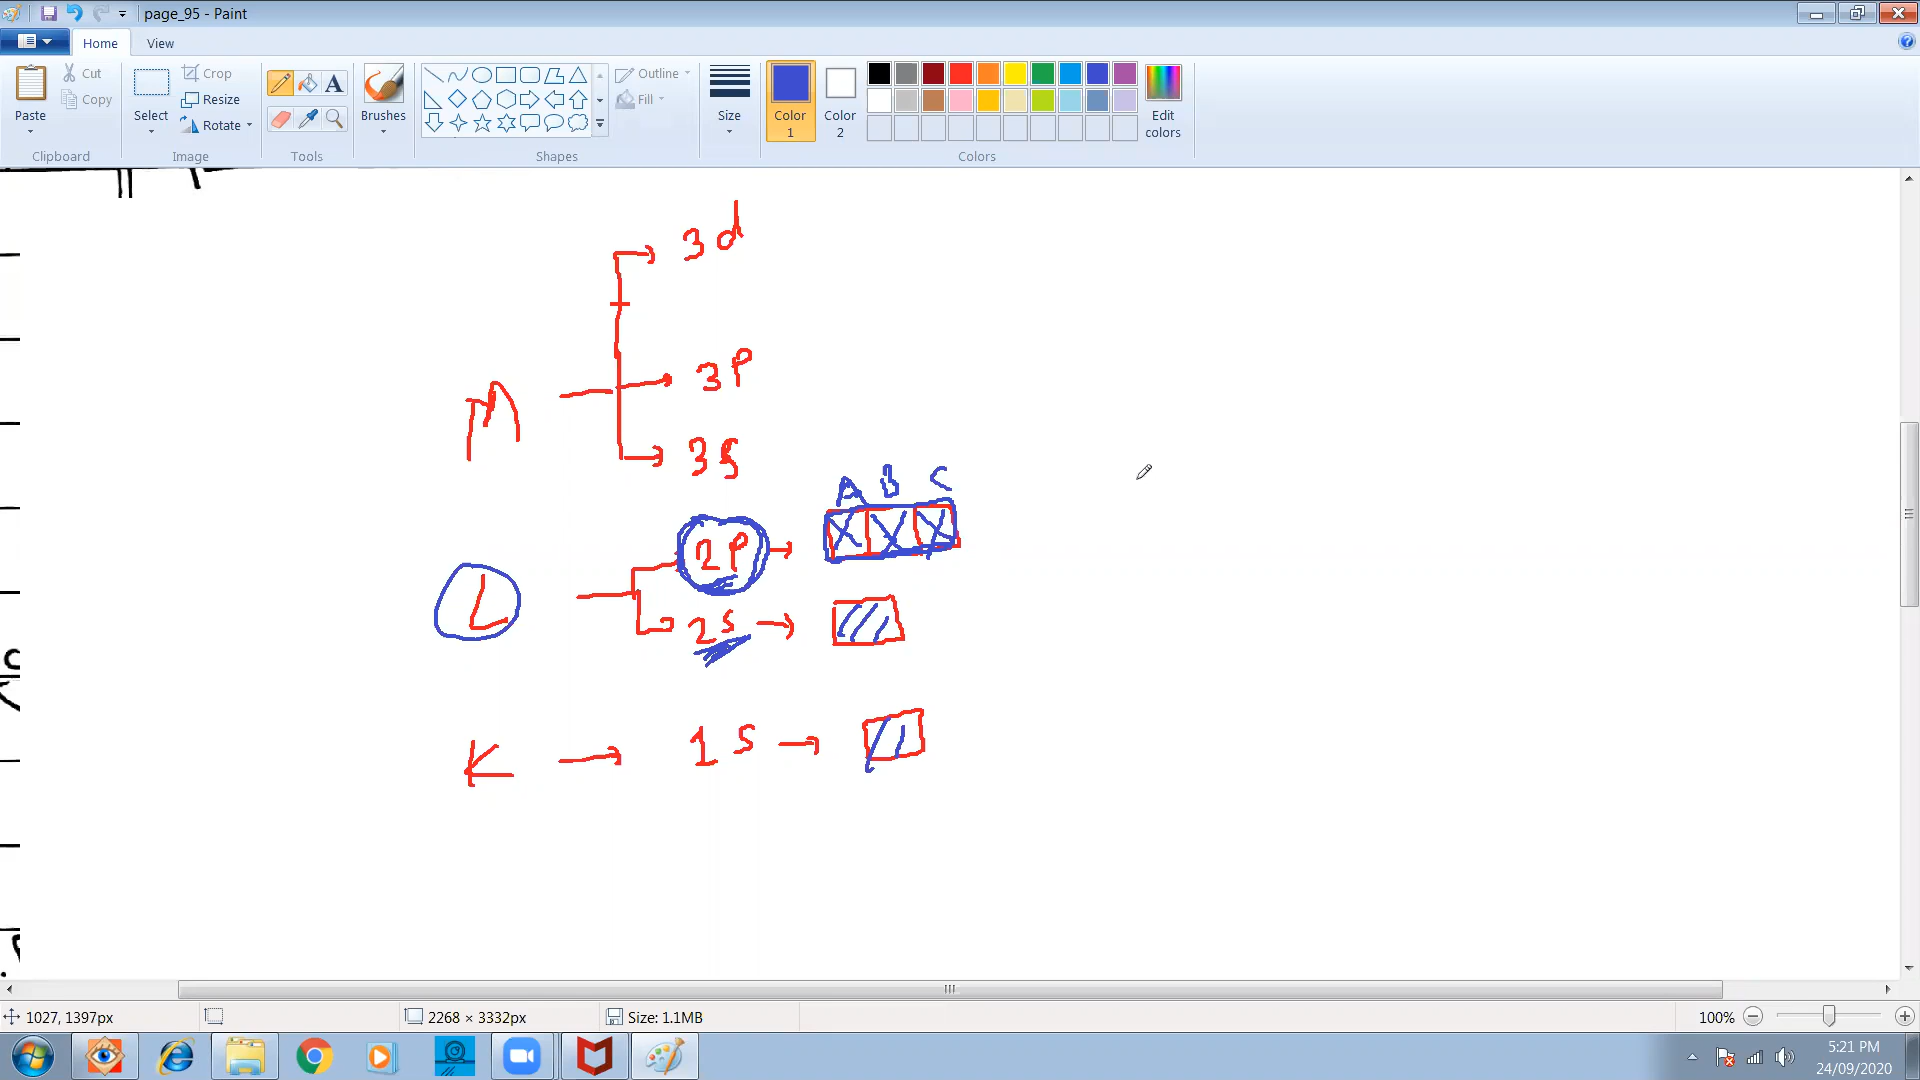 page_95 - Paint
Home View
Paste Cut Copy
Clipboard
Select Crop Resize Rotate
Image
A
Tools
Brushes
Shapes
Outline
Fill
Size
Color 1
Color 2
Edit colors
Colors
3d
3P
M
3s
A B C
2P
L
2s
1s
K
1027, 1397px
2268 × 3332px
Size: 1.1MB
100%
5:21 PM
24/09/2020